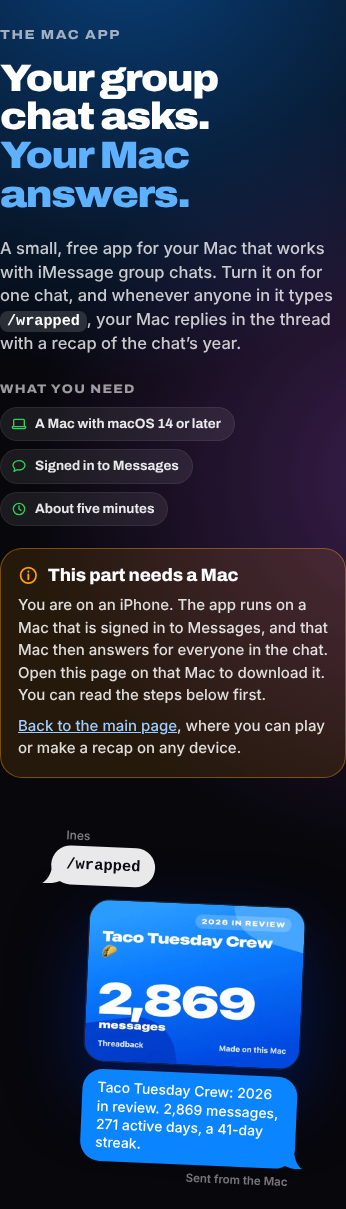 THE MAC APP
Your group
chat asks.
Your Mac
answers.
A small, free app for your Mac that works
with iMessage group chats. Turn it on for
one chat, and whenever anyone in it types
/wrapped, your Mac replies in the thread
with a recap of the chat’s year.
WHAT YOU NEED
A Mac with macOS 14 or later
Signed in to Messages
About five minutes
This part needs a Mac
You are on an iPhone. The app runs on a
Mac that is signed in to Messages, and that
Mac then answers for everyone in the chat.
Open this page on that Mac to download it.
You can read the steps below first.
Back to the main page, where you can play
or make a recap on any device.
Ines
/wrapped
2026 IN REVIEW
Taco Tuesday Crew
🌮
2,869
messages
Threadback
Made on this Mac
Taco Tuesday Crew: 2026
in review. 2,869 messages,
271 active days, a 41-day
streak.
Sent from the Mac